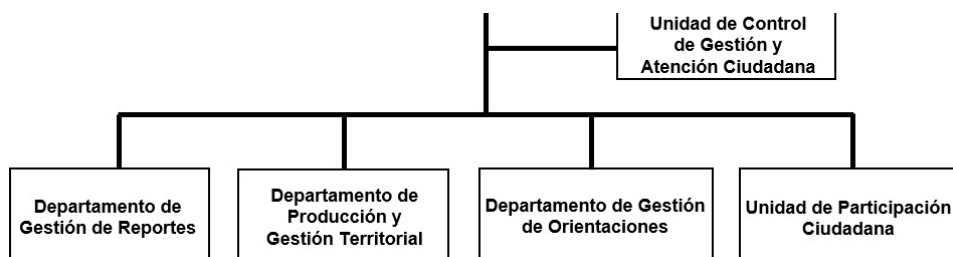 Unidad de Control
de Gestión y
Atención Ciudadana
Departamento de
Gestión de Reportes
Departamento de
Producción y
Gestión Territorial
Departamento de Gestión
de Orientaciones
Unidad de Participación
Ciudadana